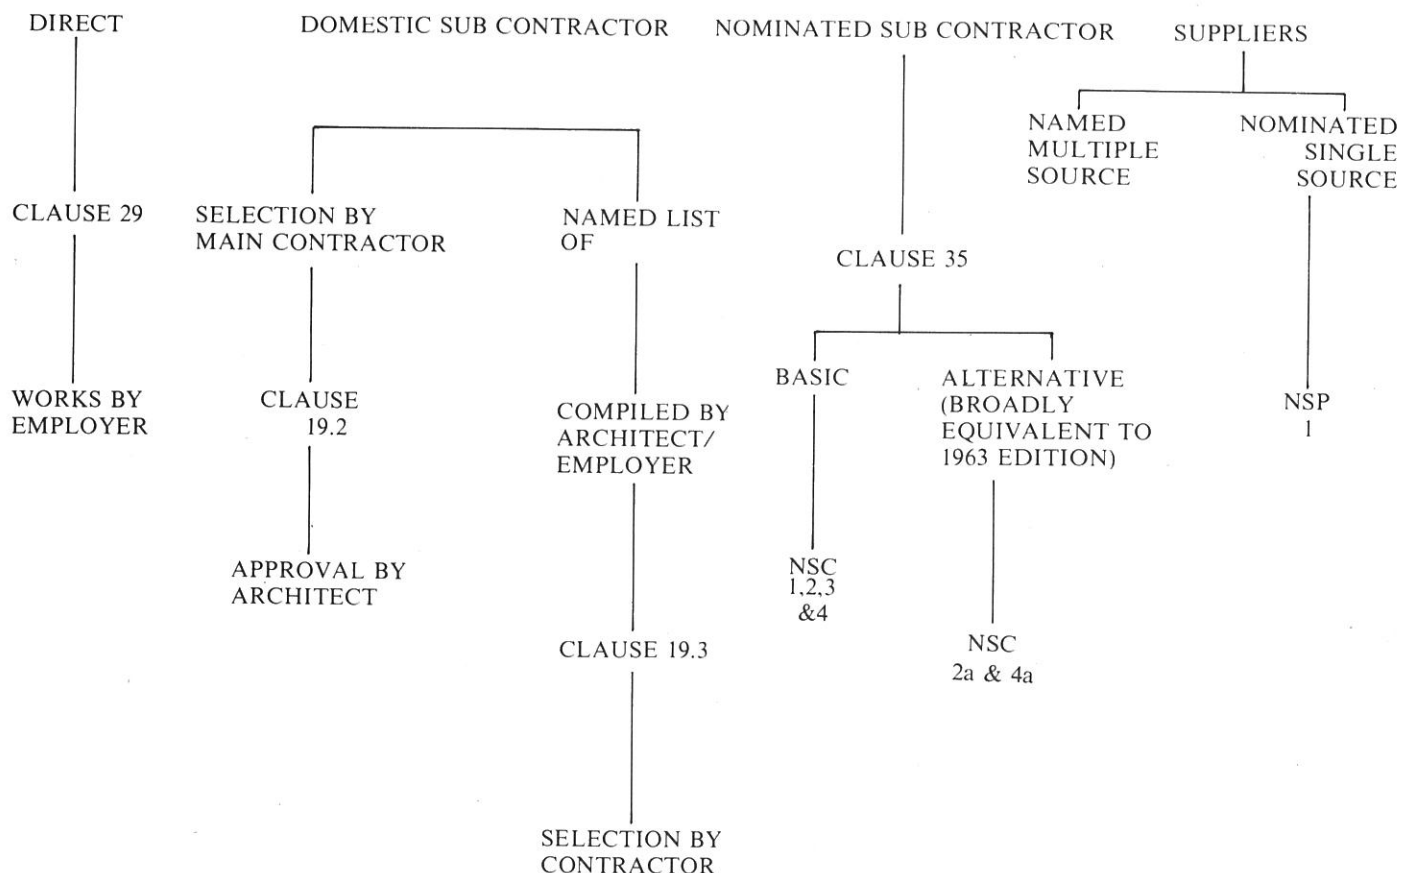 DIRECT
DOMESTIC SUB CONTRACTOR
NOMINATED SUB CONTRACTOR
SUPPLIERS
CLAUSE 29
WORKS BY
EMPLOYER
SELECTION BY
MAIN CONTRACTOR
CLAUSE
19.2
APPROVAL BY
ARCHITECT
NAMED LIST
OF
COMPILED BY
ARCHITECT/
EMPLOYER
CLAUSE 19.3
SELECTION BY
CONTRACTOR
CLAUSE 35
BASIC
NSC
1,2,3
&4
ALTERNATIVE
(BROADLY
EQUIVALENT TO
1963 EDITION)
NSC
2a & 4a
NAMED
MULTIPLE
SOURCE
NOMINATED
SINGLE
SOURCE
NSP
1